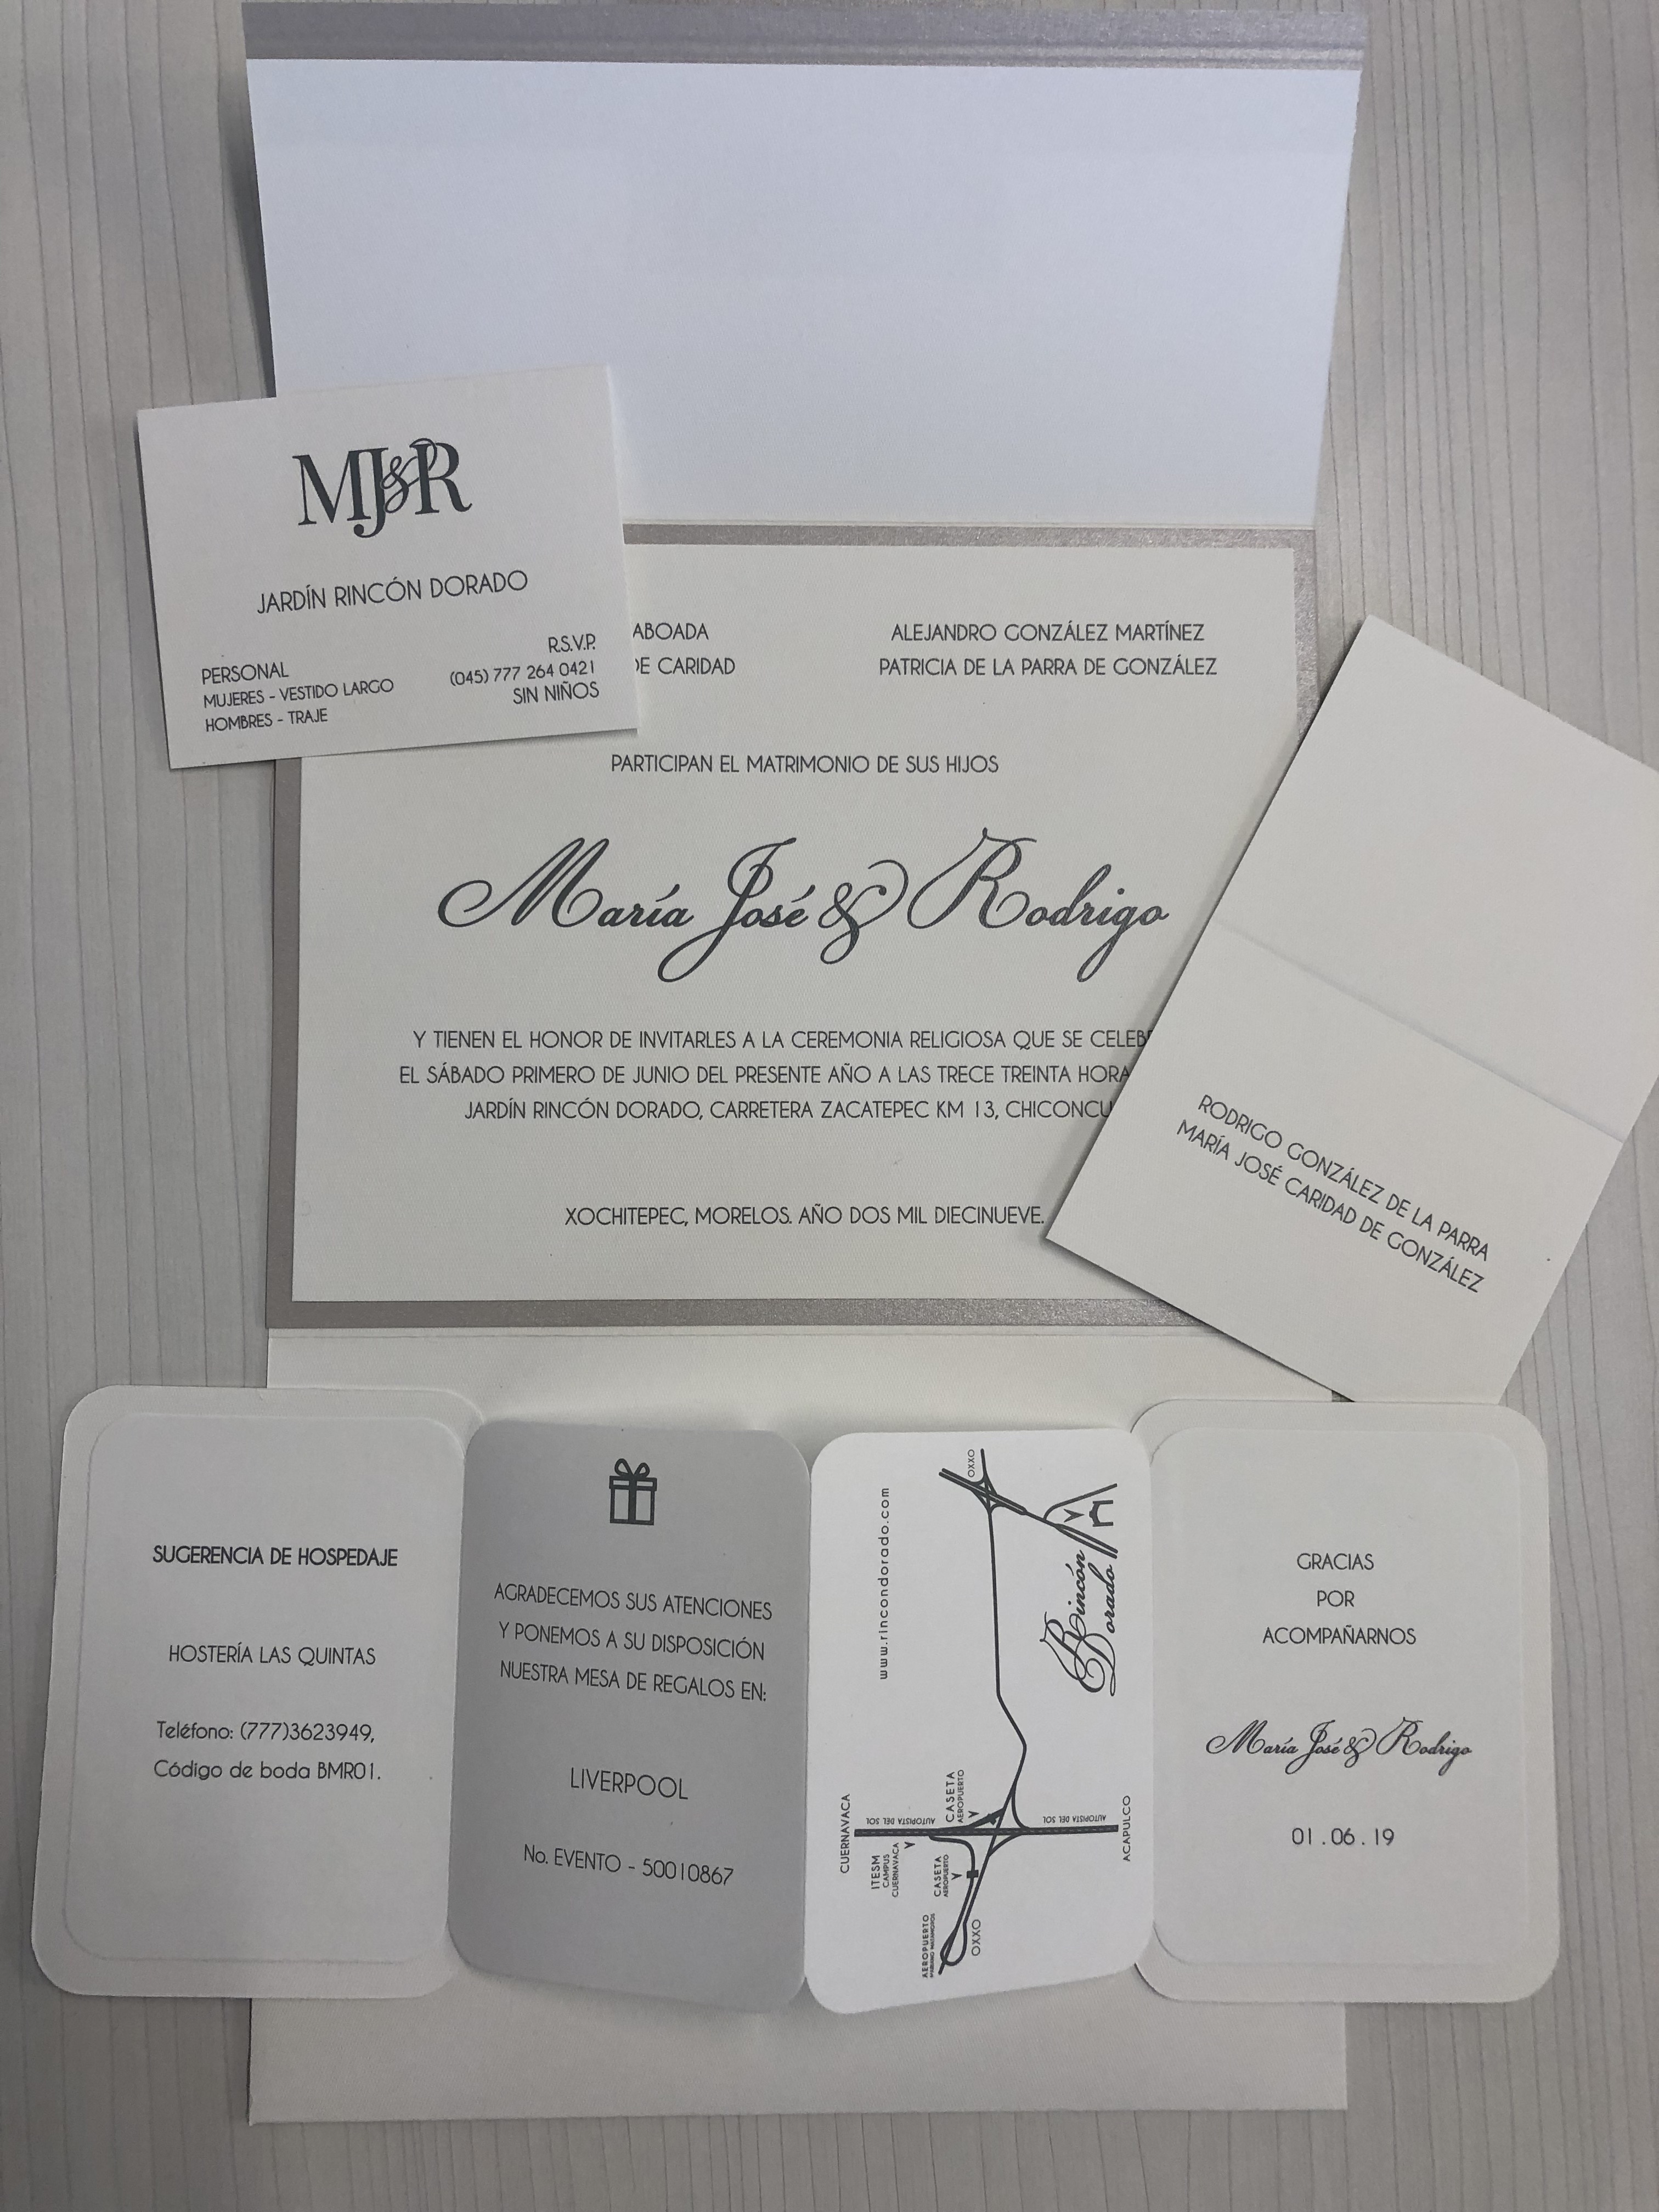 MJ&R
JARDÍN RINCÓN DORADO
PERSONAL
MUJERES - VESTIDO LARGO
HOMBRES - TRAJE
R.S.V.P.
(045) 777 264 0421
SIN NIÑOS
DE CARIDAD
ALEJANDRO GONZÁLEZ MARTÍNEZ
PATRICIA DE LA PARRA DE GONZÁLEZ
PARTICIPAN EL MATRIMONIO DE SUS HIJOS
María José & Rodrigo
Y TIENEN EL HONOR DE INVITARLES A LA CEREMONIA RELIGIOSA QUE SE
EL SÁBADO PRIMERO DE JUNIO DEL PRESENTE AÑO A LAS TRECE TREINTA
JARDÍN RINCÓN DORADO, CARRETERA ZACATEPEC KM 13,
XOCHITEPEC, MORELOS. AÑO DOS MIL DIECINUEVE.
RODRIGO GONZÁLEZ DE LA PARRA
MARÍA JOSÉ CARIDAD DE GONZÁLEZ
SUGERENCIA DE HOSPEDAJE
HOSTERÍA LAS QUINTAS
Teléfono: (777)3623949,
Código de boda BMR01.
AGRADECEMOS SUS ATENCIONES
Y PONEMOS A SU DISPOSICIÓN
NUESTRA MESA DE REGALOS EN:
LIVERPOOL
No. EVENTO - 50010867
www.rincondorado.com
OXXO
Rincón
Dorado
CUERNAVACA
AUTOPISTA DEL SOL
CASETA
AEROPUERTO
AUTOPISTA DEL SOL
ACAPULCO
ITESM
CAMPUS
CUERNAVACA
CASETA
AEROPUERTO
AEROPUERTO
OXXO
GRACIAS
POR
ACOMPAÑARNOS
María José & Rodrigo
01.06.19